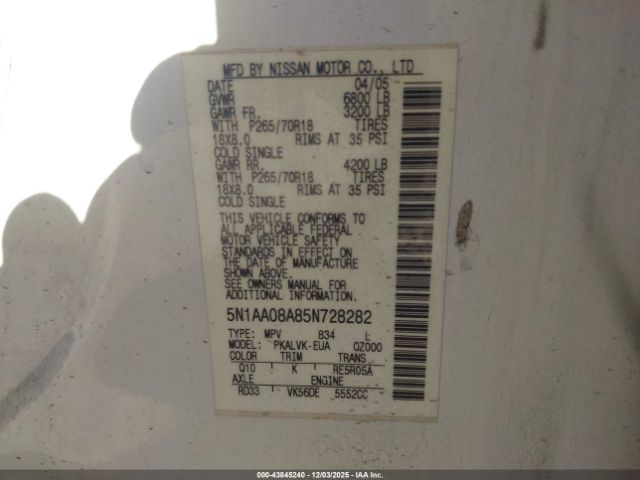 MFD BY NISSAN MOTOR CO., LTD
DATE 04/05
GVWR 6800 LB
GAWR FR. 3200 LB
WITH P265/70R18 TIRES
18X8.0 RIMS AT 35 PSI
COLD SINGLE
GAWR RR. 4200 LB
WITH P265/70R18 TIRES
18X8.0 RIMS AT 35 PSI
COLD SINGLE
THIS VEHICLE CONFORMS TO
ALL APPLICABLE FEDERAL
MOTOR VEHICLE SAFETY
STANDARDS IN EFFECT ON
THE DATE OF MANUFACTURE
SHOWN ABOVE.
SEE OWNERS MANUAL FOR
ADDITIONAL INFORMATION
5N1AA08A85N728282
TYPE: MPV 834 L
MODEL: PKALVK-EUA 0Z000
COLOR TRIM TRANS
Q10 K RE5R05A
AXLE ENGINE
RD33 VK56DE 5552CC
000-43845240 - 12/03/2025 - IAA Inc.